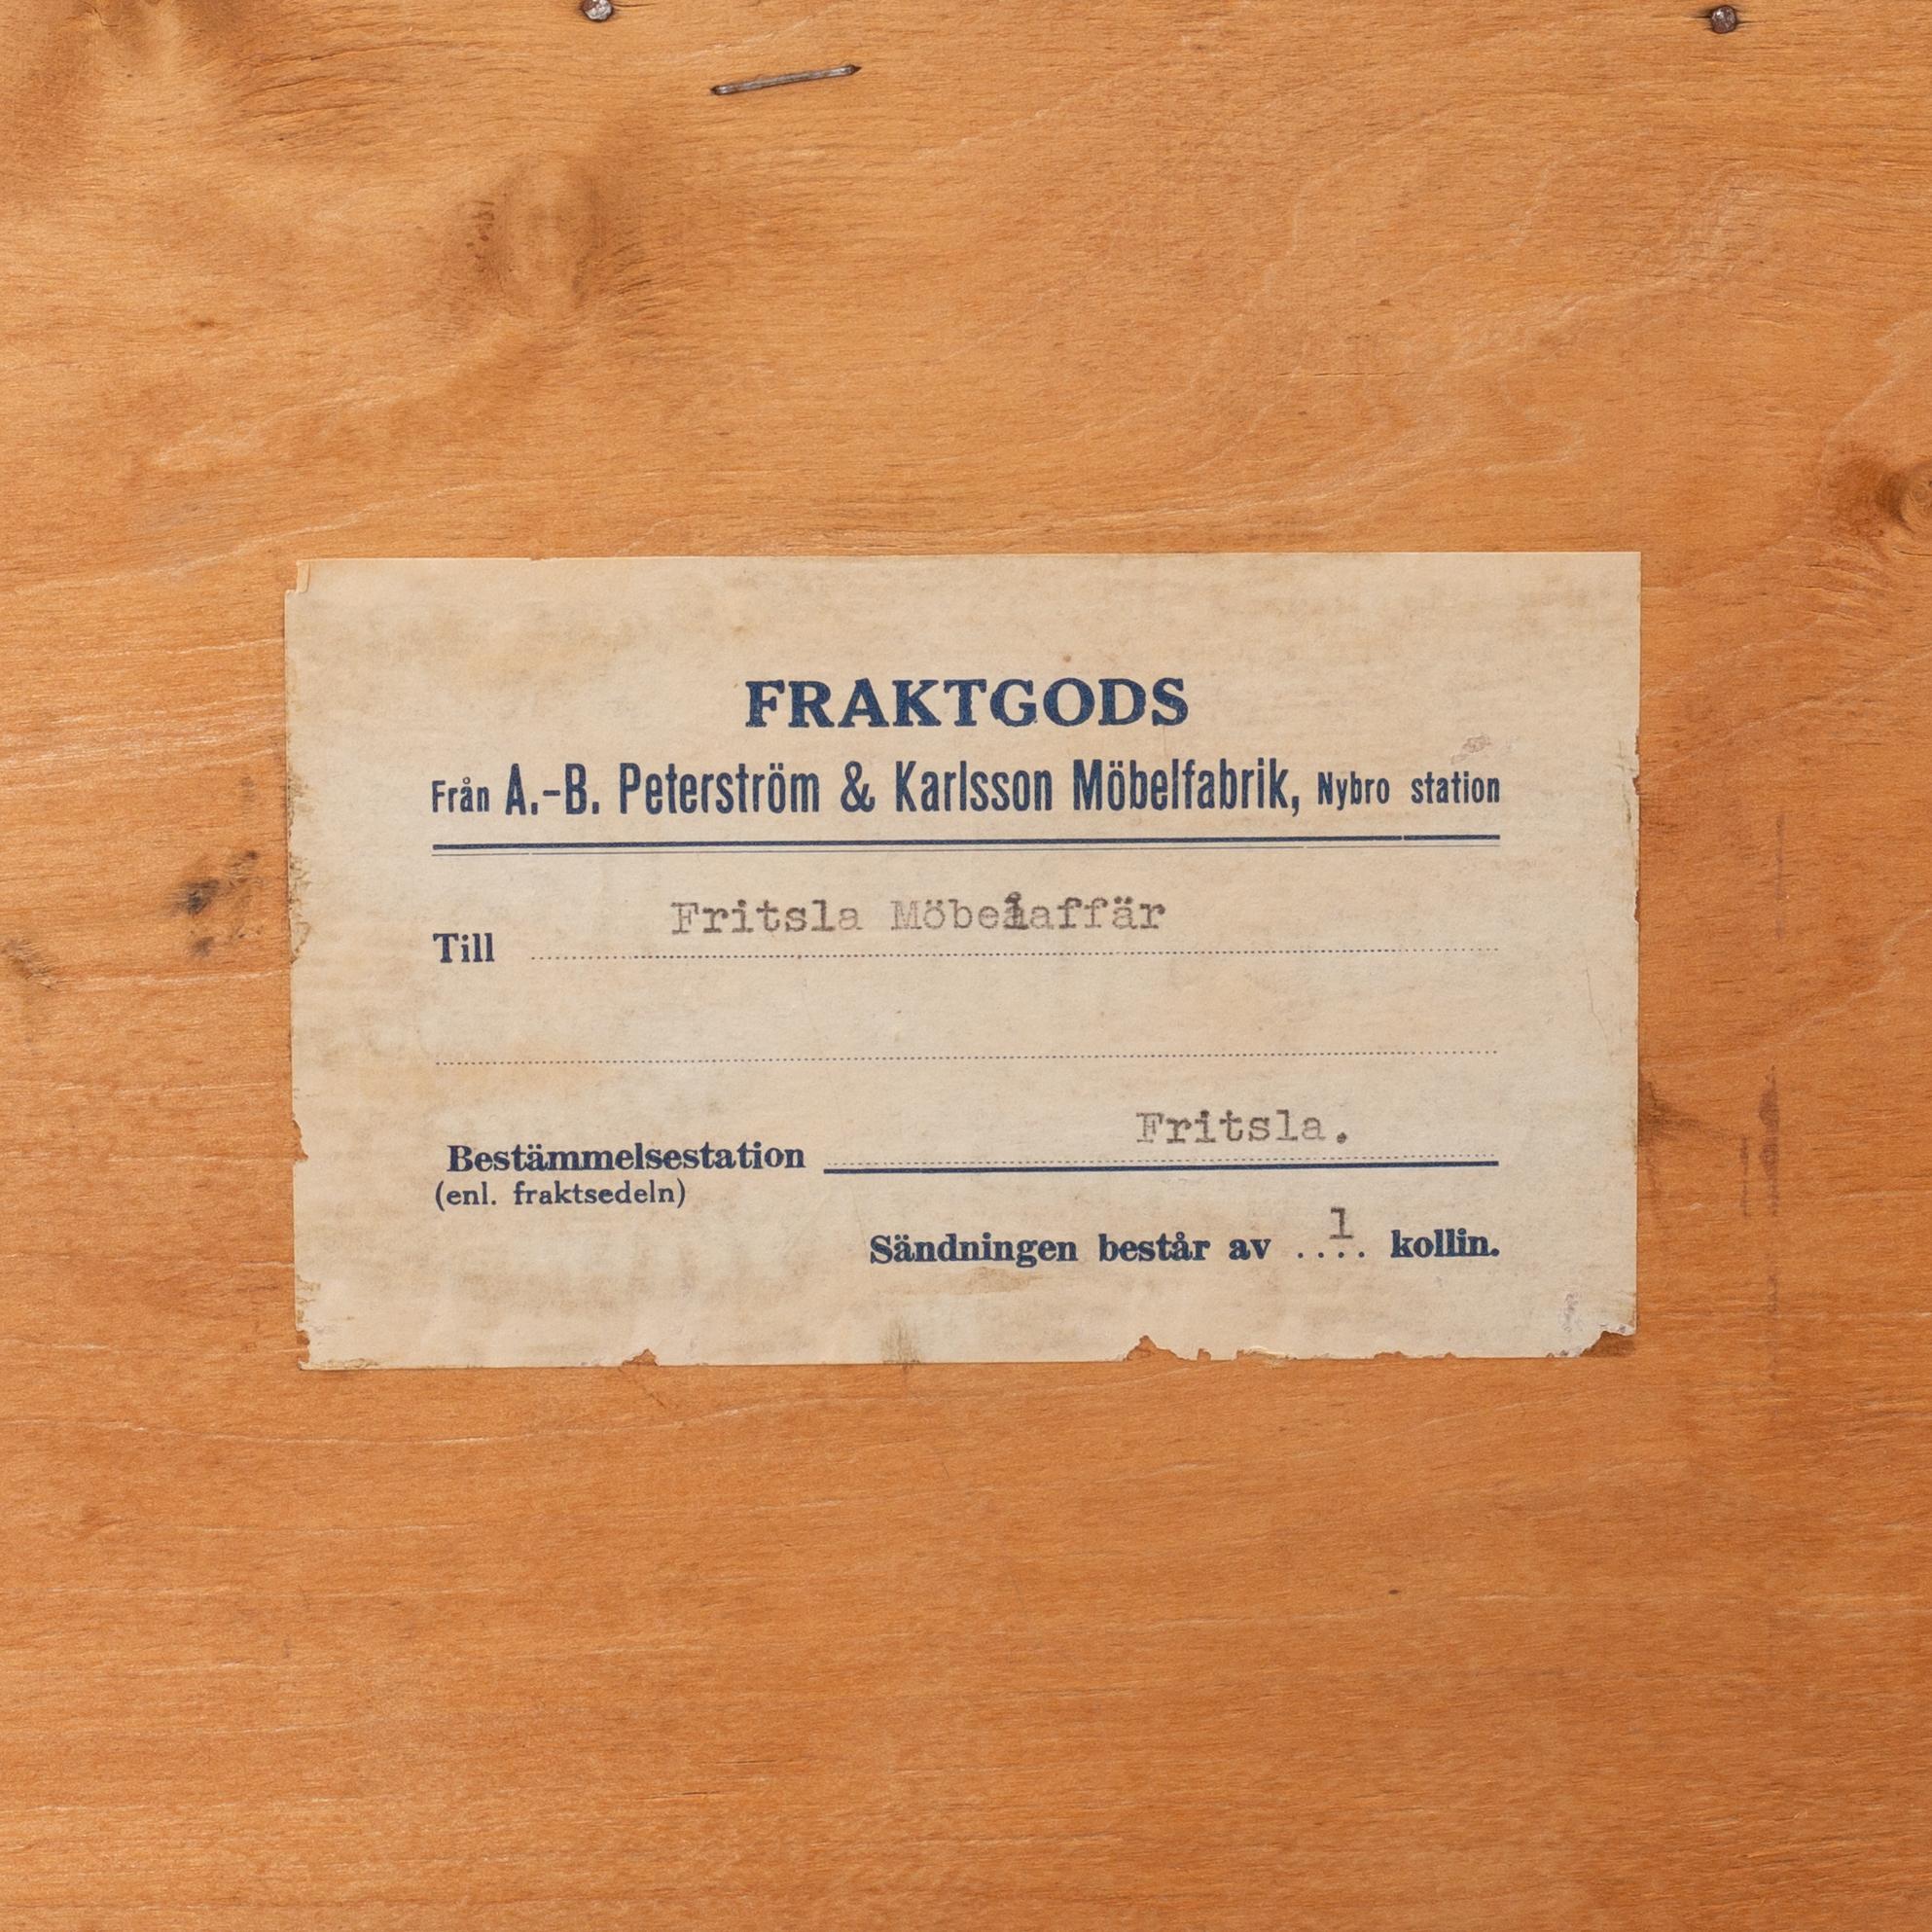 FRAKTGODS
Från A.-B. Peterström & Karlsson Möbelfabrik, Nybro station
Till Fritsla Möbelaffär
Bestämmelsestation Fritsla.
(enl. fraktsedeln)
Sändningen består av .... 1 kollin.